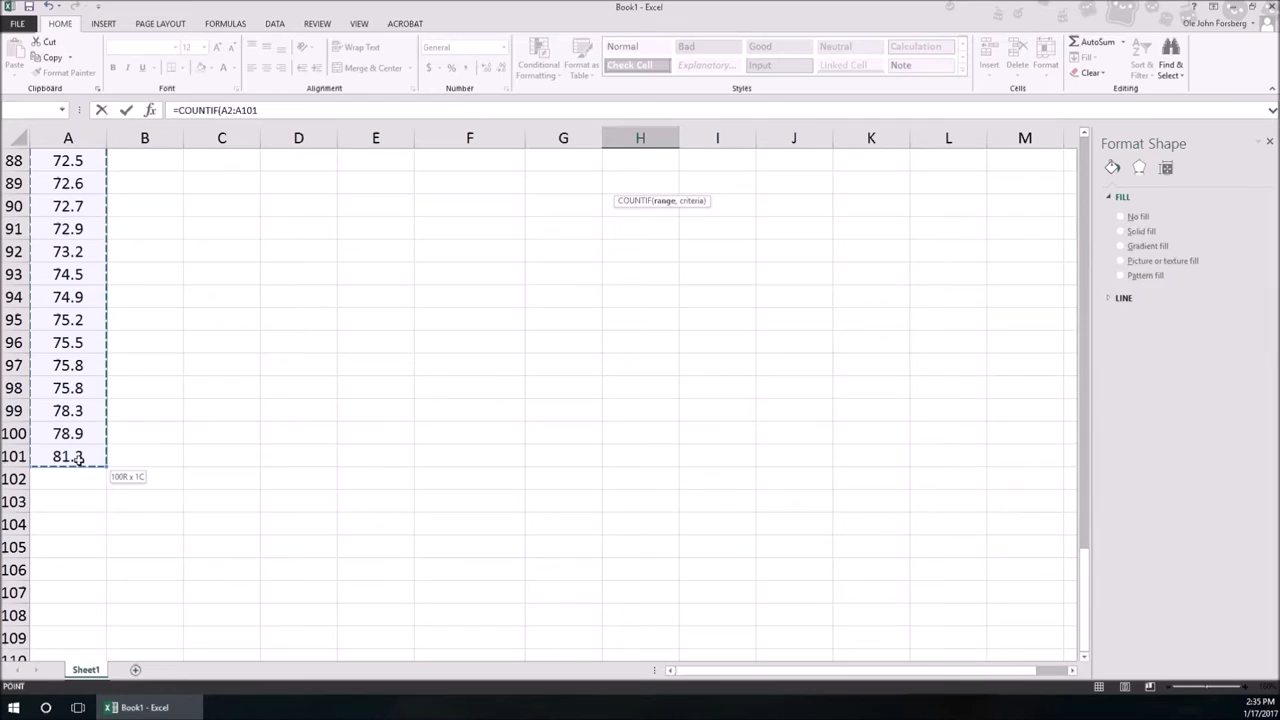 Book1 - Excel
FILE HOME INSERT PAGE LAYOUT FORMULAS DATA REVIEW VIEW ACROBAT Ole John Forsberg
Paste
Cut
Copy
Format Painter
Clipboard
12
Font
Wrap Text
Merge & Center
Alignment
General
$ %
Number
Conditional Formatting
Format as Table
Normal Bad Good Neutral Calculation
Check Cell Explanatory... Input Linked Cell Note
Styles
Insert Delete Format
Cells
AutoSum
Fill
Clear
Sort & Filter
Find & Select
Editing
=COUNTIF(A2:A101
A B C D E F G H I J K L M
88 72.5
89 72.6
90 72.7
91 72.9
92 73.2
93 74.5
94 74.9
95 75.2
96 75.5
97 75.8
98 75.8
99 78.3
100 78.9
101 81.3
102
103
104
105
106
107
108
109
110
COUNTIF(range, criteria)
100R x 1C
Format Shape
FILL
No fill
Solid fill
Gradient fill
Picture or texture fill
Pattern fill
LINE
Sheet1
POINT
100%
Book1 - Excel
2:35 PM
1/17/2017